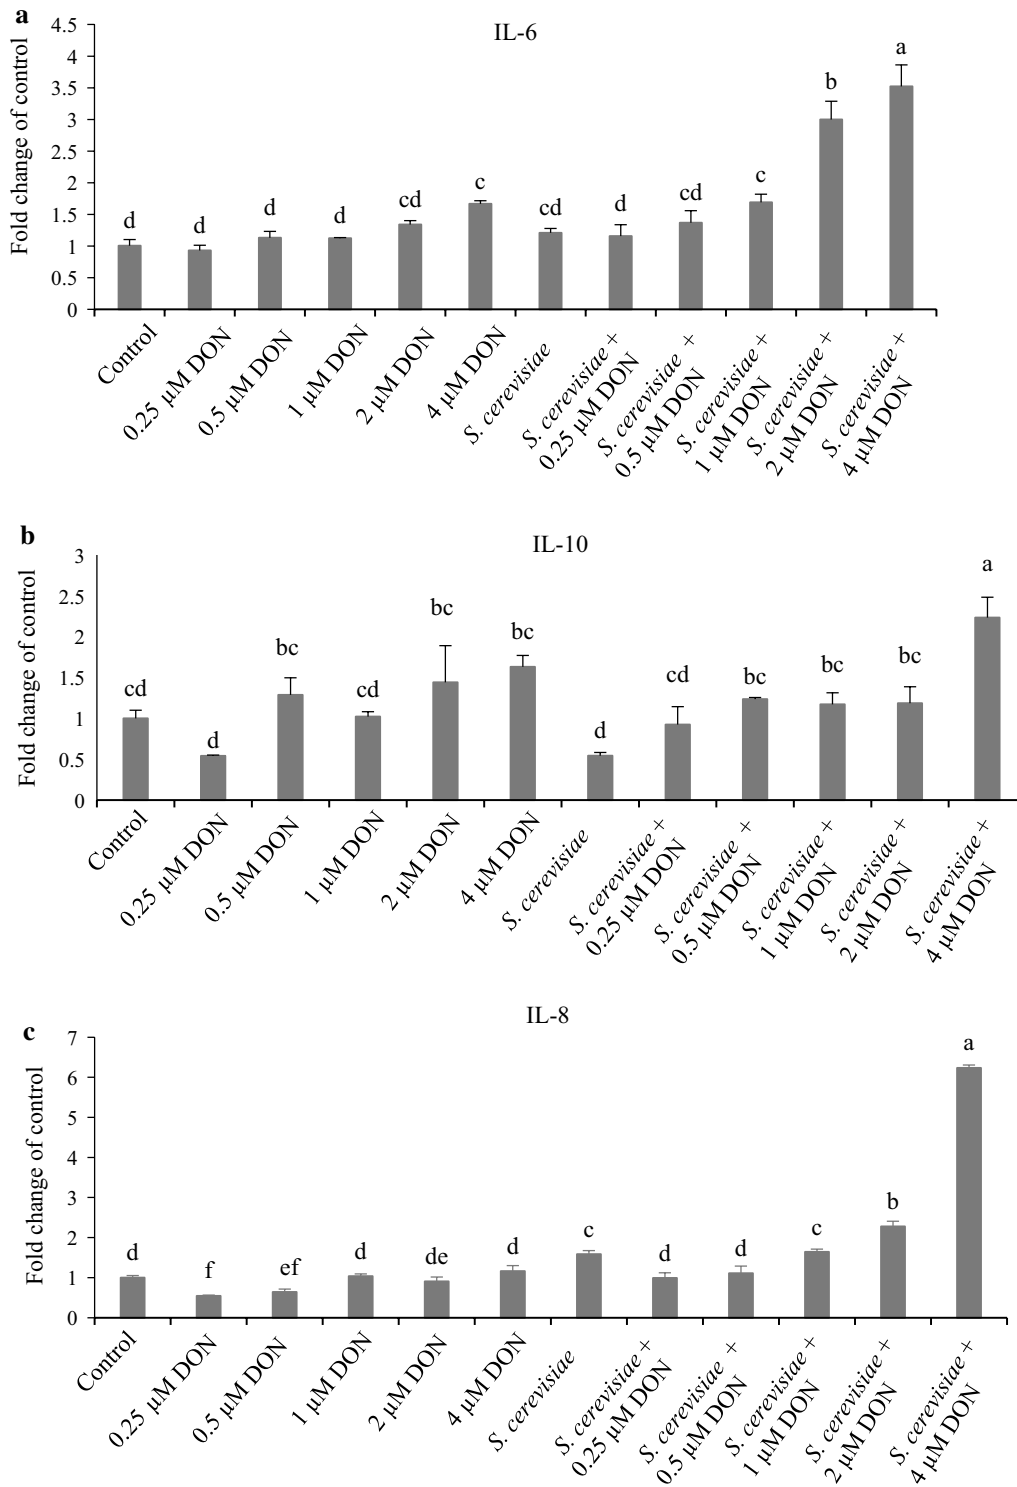 a
IL-6
Fold change of control
4.5
4
3.5
3
2.5
2
1.5
1
0.5
0
d
d
d
d
cd
c
cd
d
cd
c
b
a
Control
0.25 µM DON
0.5 µM DON
1 µM DON
2 µM DON
4 µM DON
S. cerevisiae
S. cerevisiae +
0.25 µM DON
S. cerevisiae +
0.5 µM DON
S. cerevisiae +
1 µM DON
S. cerevisiae +
2 µM DON
S. cerevisiae +
4 µM DON
b
IL-10
Fold change of control
3
2.5
2
1.5
1
0.5
0
cd
d
bc
cd
bc
bc
d
cd
bc
bc
bc
a
Control
0.25 µM DON
0.5 µM DON
1 µM DON
2 µM DON
4 µM DON
S. cerevisiae
S. cerevisiae +
0.25 µM DON
S. cerevisiae +
0.5 µM DON
S. cerevisiae +
1 µM DON
S. cerevisiae +
2 µM DON
S. cerevisiae +
4 µM DON
c
IL-8
Fold change of control
7
6
5
4
3
2
1
0
d
f
ef
d
de
d
c
d
d
c
b
a
Control
0.25 µM DON
0.5 µM DON
1 µM DON
2 µM DON
4 µM DON
S. cerevisiae
S. cerevisiae +
0.25 µM DON
S. cerevisiae +
0.5 µM DON
S. cerevisiae +
1 µM DON
S. cerevisiae +
2 µM DON
S. cerevisiae +
4 µM DON